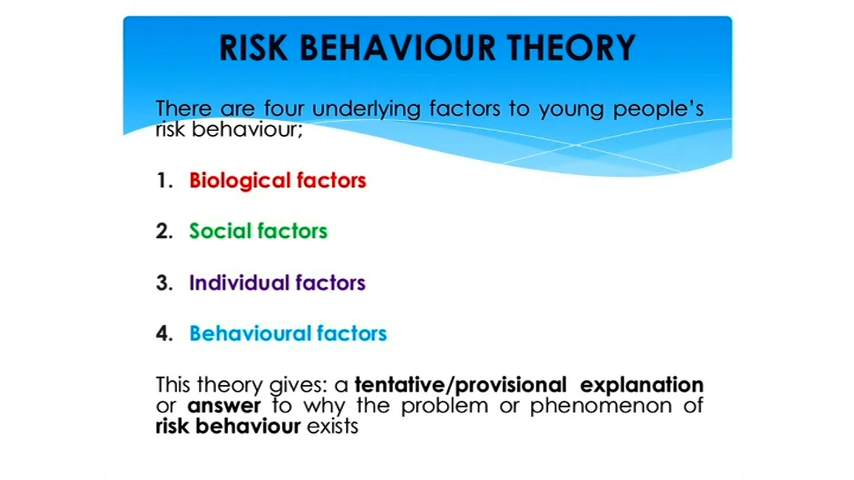 RISK BEHAVIOUR THEORY
There are four underlying factors to young people's
risk behaviour;
1. Biological factors
2. Social factors
3. Individual factors
4. Behavioural factors
This theory gives: a tentative/provisional explanation
or answer to why the problem or phenomenon of
risk behaviour exists